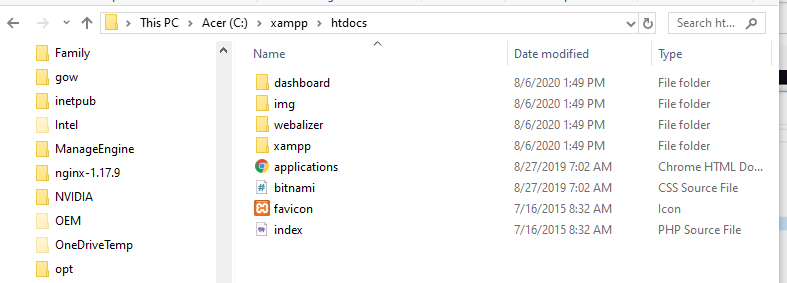 This PC > Acer (C:) > xampp > htdocs
Search ht...
Family
gow
inetpub
Intel
ManageEngine
nginx-1.17.9
NVIDIA
OEM
OneDriveTemp
opt
Name Date modified Type
dashboard 8/6/2020 1:49 PM File folder
img 8/6/2020 1:49 PM File folder
webalizer 8/6/2020 1:49 PM File folder
xampp 8/6/2020 1:49 PM File folder
applications 8/27/2019 7:02 AM Chrome HTML Do...
bitnami 8/27/2019 7:02 AM CSS Source File
favicon 7/16/2015 8:32 AM Icon
index 7/16/2015 8:32 AM PHP Source File